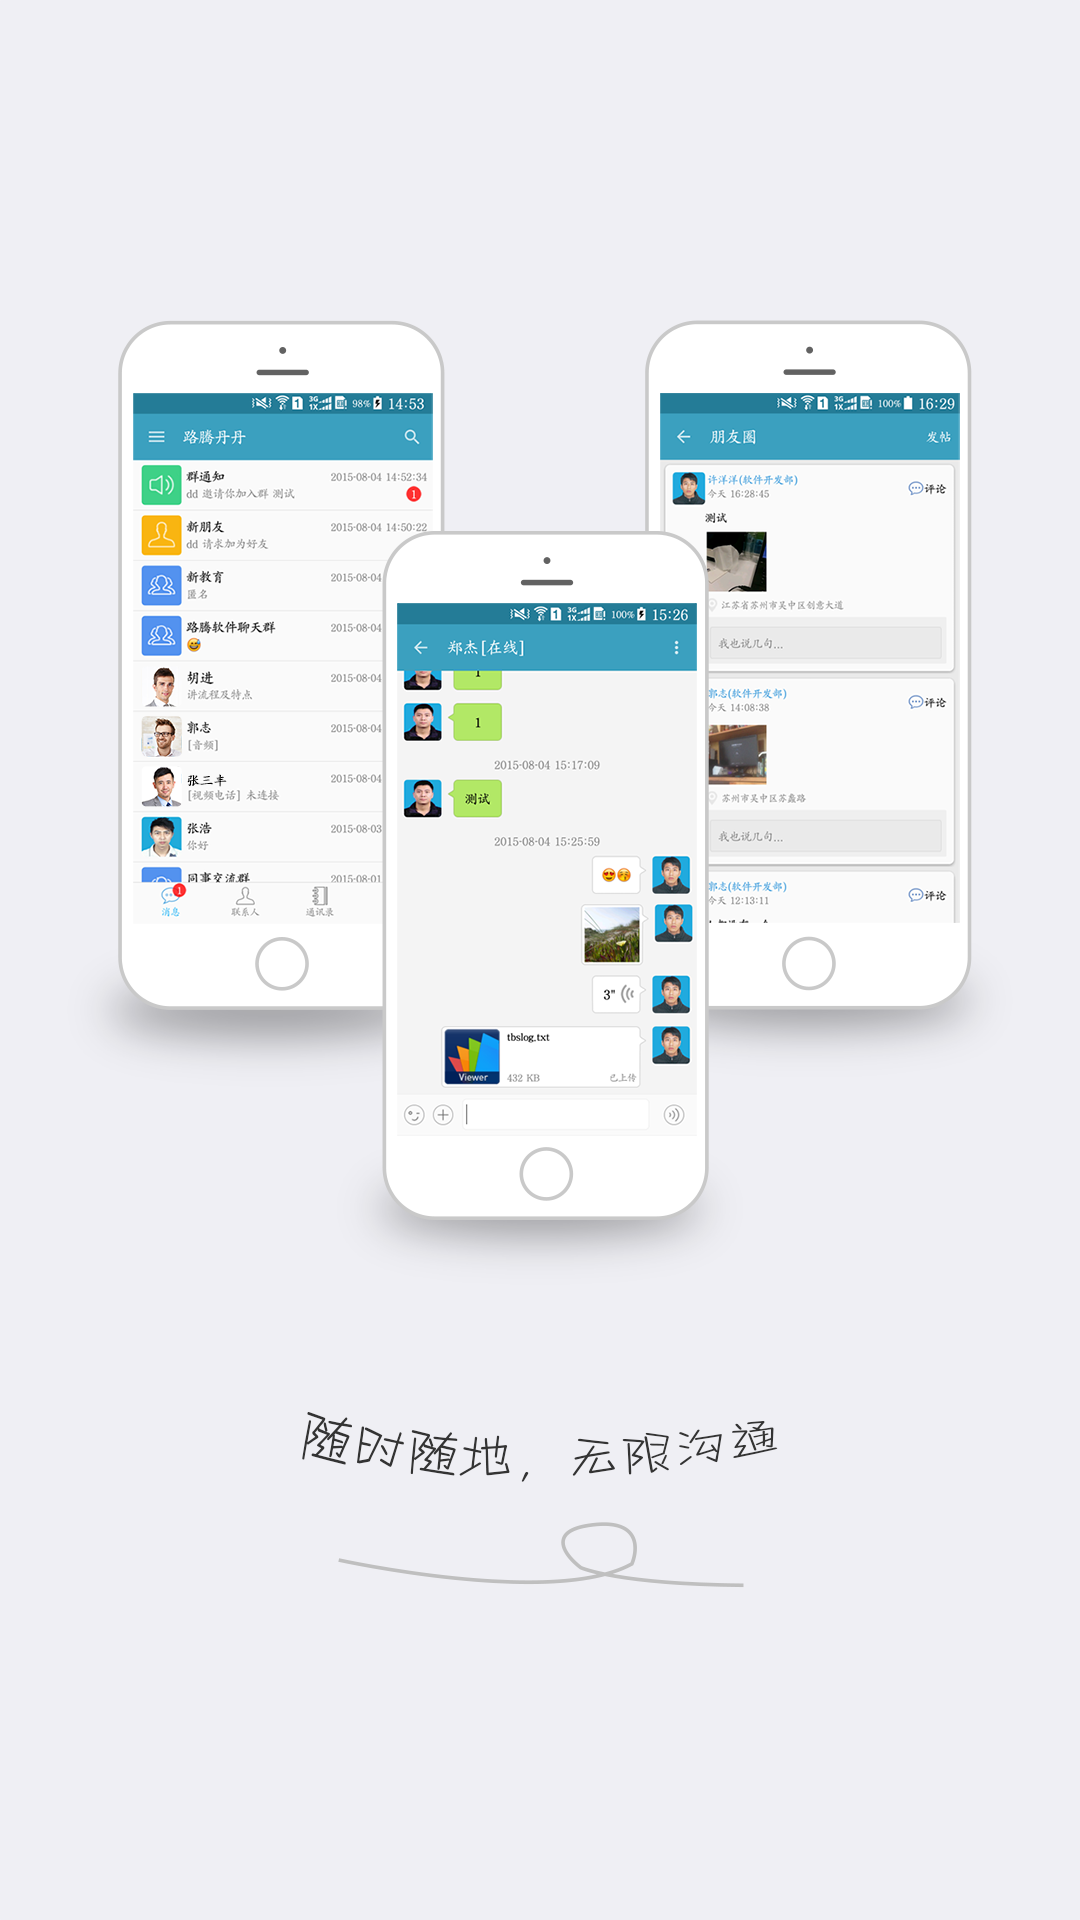 3G
1X
98%
14:53
路腾丹丹
群通知
2015-08-04 14:52:34
dd 邀请你加入群 测试
1
新朋友
2015-08-04 14:50:22
dd 请求加为好友
新教育
2015-08-04
匿名
路腾软件聊天群
2015-08-04
胡进
2015-08-04
讲流程及特点
郭志
2015-08-04
[音频]
张三丰
2015-08-04
[视频电话] 未连接
张浩
2015-08-03
你好
同事交流群
2015-08-01
1
消息
联系人
通讯录
1
3G
1X
100%
15:26
郑杰[在线]
1
1
2015-08-04 15:17:09
测试
2015-08-04 15:25:59
3"
tbslog.txt
Viewer
432 KB
已上传
1
3G
1X
100%
16:29
朋友圈
发帖
许洋洋(软件开发部)
今天 16:28:45
评论
测试
江苏省苏州市吴中区创意大道
我也说几句...
郭志(软件开发部)
今天 14:08:38
评论
苏州市吴中区苏蠡路
我也说几句...
郭志(软件开发部)
今天 12:13:11
评论
随时随地，无限沟通